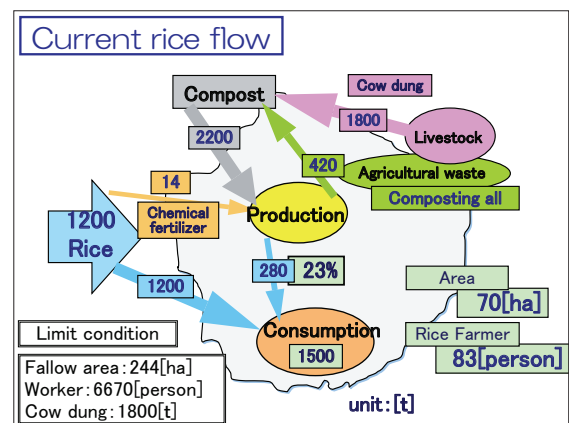 Current rice flow
Compost
Cow dung
1800
Livestock
2200
420
Agricultural waste
Composting all
14
Chemical
fertilizer
Production
1200
Rice
280
23%
1200
Area
70[ha]
Consumption
1500
Rice Farmer
83[person]
Limit condition
Fallow area:244[ha]
Worker:6670[person]
Cow dung:1800[t]
unit:[t]